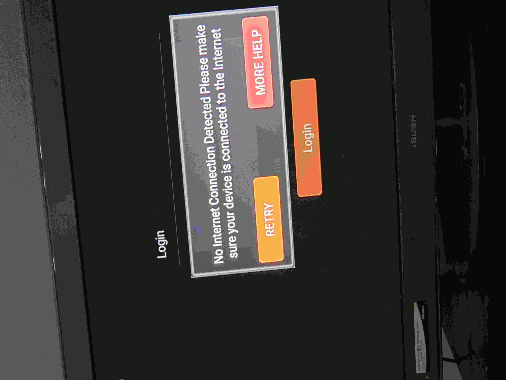 Login
No Internet Connection Detected Please make
sure your device is connected to the Internet
RETRY
MORE HELP
Login